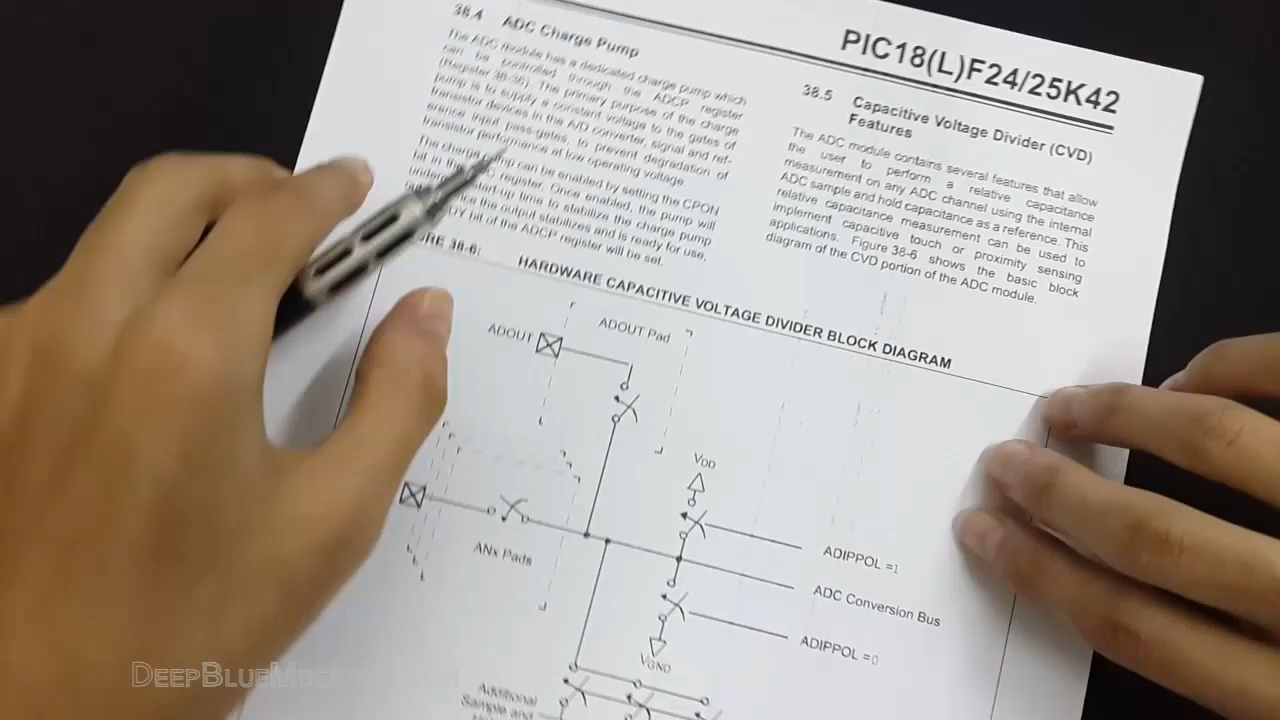 PIC18(L)F24/25K42
38.4 ADC Charge Pump
The ADC module has a dedicated charge pump which
can be controlled through the ADCP register
(Register 38-36). The primary purpose of the charge
pump is to supply a constant voltage to the gates of
transistor devices in the A/D converter, signal and ref-
erence input pass-gates, to prevent degradation of
transistor performance at low operating voltage.
The charge pump can be enabled by setting the CPON
bit in the register. Once enabled, the pump will
start-up time to stabilize the charge pump
the output stabilizes and is ready for use,
bit of the ADCP register will be set.
38.5 Capacitive Voltage Divider (CVD)
Features
The ADC module contains several features that allow
the user to perform a relative capacitance
measurement on any ADC channel using the internal
ADC sample and hold capacitance as a reference. This
relative capacitance measurement can be used to
implement capacitive touch or proximity sensing
applications. Figure 38-6 shows the basic block
diagram of the CVD portion of the ADC module.
38-6: HARDWARE CAPACITIVE VOLTAGE DIVIDER BLOCK DIAGRAM
ADOUT
ADOUT Pad
VDD
ANx Pads
ADIPPOL =1
ADC Conversion Bus
ADIPPOL =0
VGND
Additional
Sample and